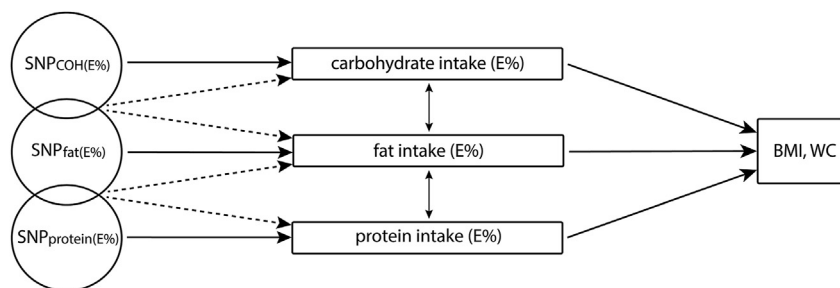 SNPCOH(E%)
carbohydrate intake (E%)
SNPfat(E%)
fat intake (E%)
BMI, WC
SNPprotein(E%)
protein intake (E%)